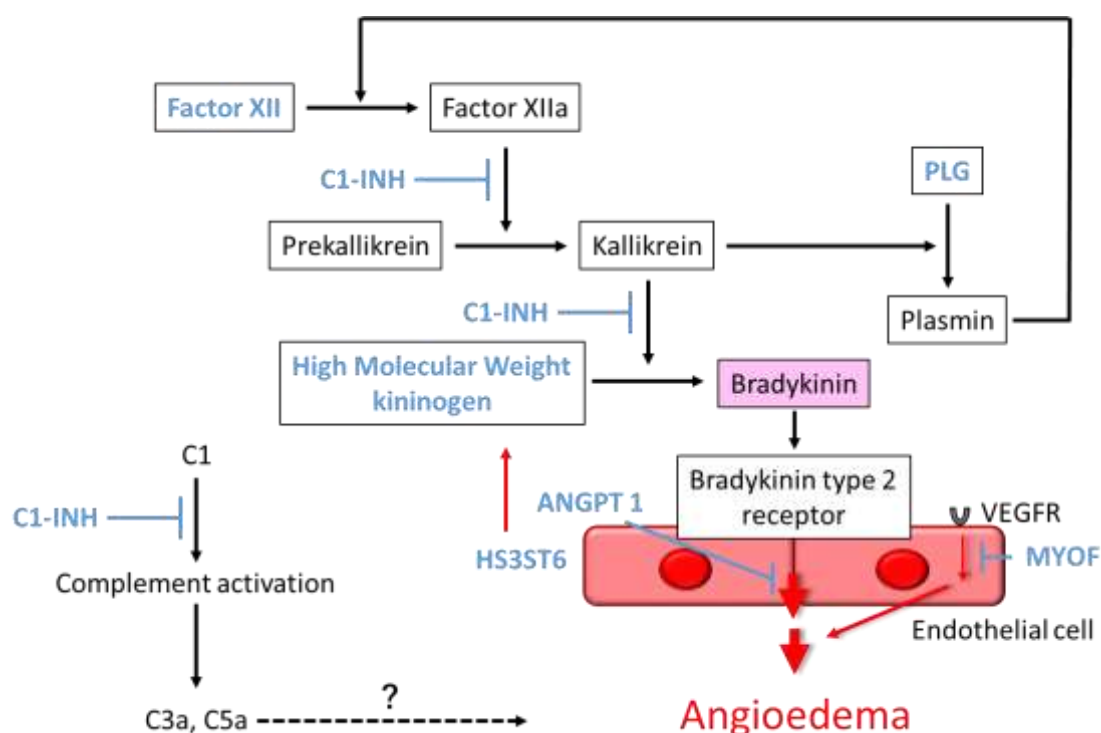 Factor XII
Factor XIIa
C1-INH
PLG
Prekallikrein
Kallikrein
C1-INH
Plasmin
High Molecular Weight
kininogen
Bradykinin
C1
Bradykinin type 2
receptor
ANGPT 1
VEGFR
C1-INH
HS3ST6
MYOF
Complement activation
Endothelial cell
?
C3a, C5a
Angioedema